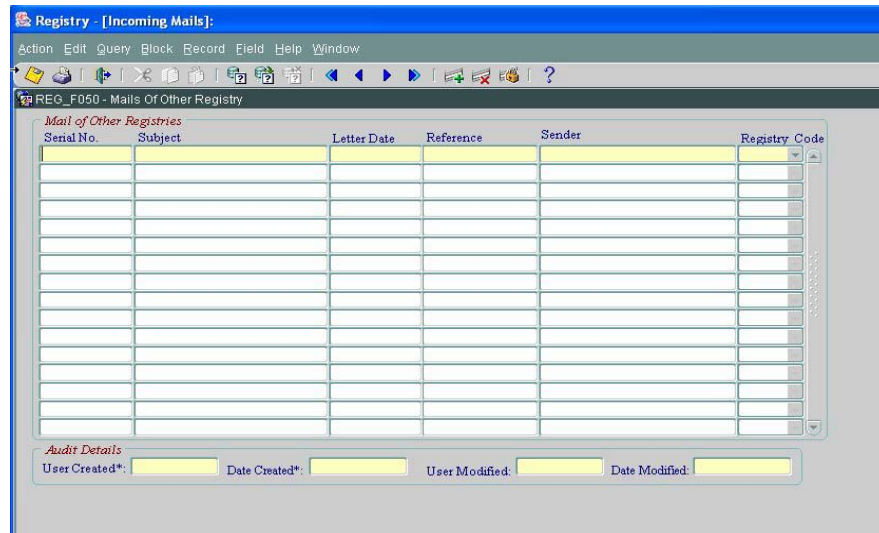 Registry - [Incoming Mails]:
Action Edit Query Block Record Field Help Window
REG_F050 - Mails Of Other Registry
Mail of Other Registries
Serial No. Subject Letter Date Reference Sender Registry Code
Audit Details
User Created*: Date Created*: User Modified: Date Modified: